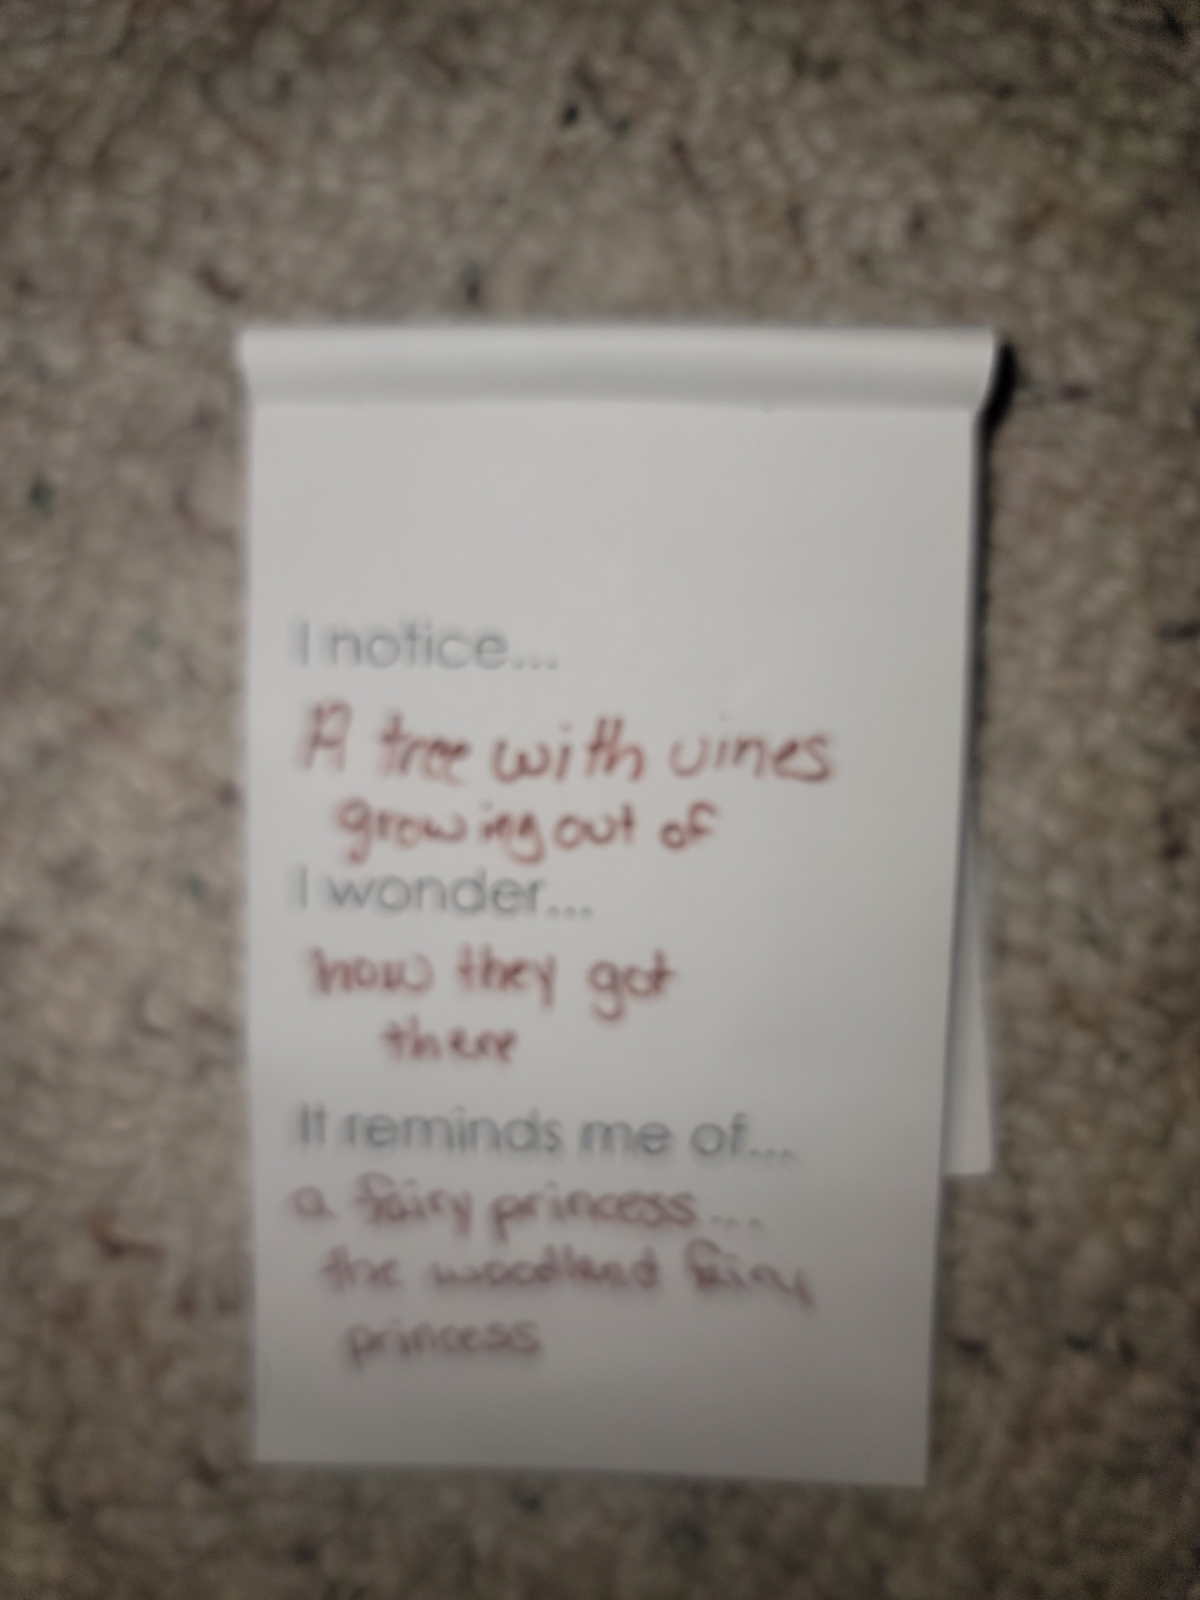 I notice...
A tree with vines
growing out of
I wonder...
how they got
there
It reminds me of...
a fairy princess...
the woodland fairy
princess